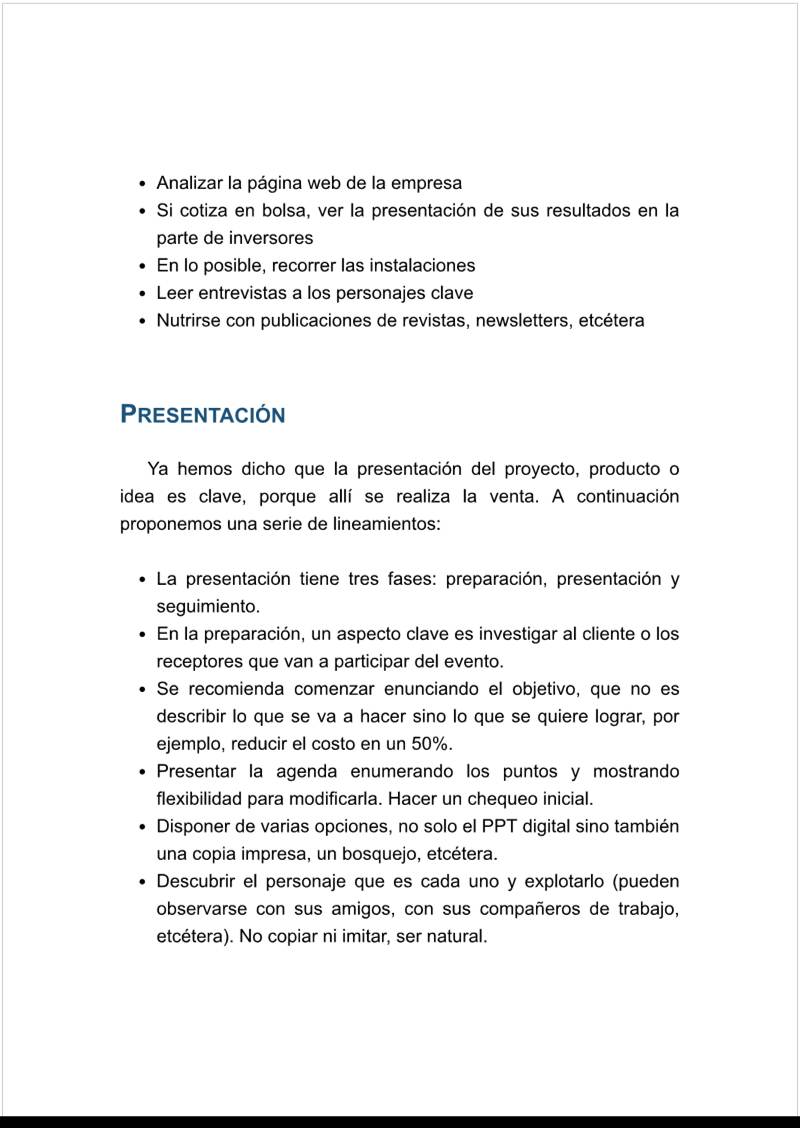 • Analizar la página web de la empresa
• Si cotiza en bolsa, ver la presentación de sus resultados en la
parte de inversores
• En lo posible, recorrer las instalaciones
• Leer entrevistas a los personajes clave
• Nutrirse con publicaciones de revistas, newsletters, etcétera
PRESENTACIÓN
Ya hemos dicho que la presentación del proyecto, producto o
idea es clave, porque allí se realiza la venta. A continuación
proponemos una serie de lineamientos:
• La presentación tiene tres fases: preparación, presentación y
seguimiento.
• En la preparación, un aspecto clave es investigar al cliente o los
receptores que van a participar del evento.
• Se recomienda comenzar enunciando el objetivo, que no es
describir lo que se va a hacer sino lo que se quiere lograr, por
ejemplo, reducir el costo en un 50%.
• Presentar la agenda enumerando los puntos y mostrando
flexibilidad para modificarla. Hacer un chequeo inicial.
• Disponer de varias opciones, no solo el PPT digital sino también
una copia impresa, un bosquejo, etcétera.
• Descubrir el personaje que es cada uno y explotarlo (pueden
observarse con sus amigos, con sus compañeros de trabajo,
etcétera). No copiar ni imitar, ser natural.